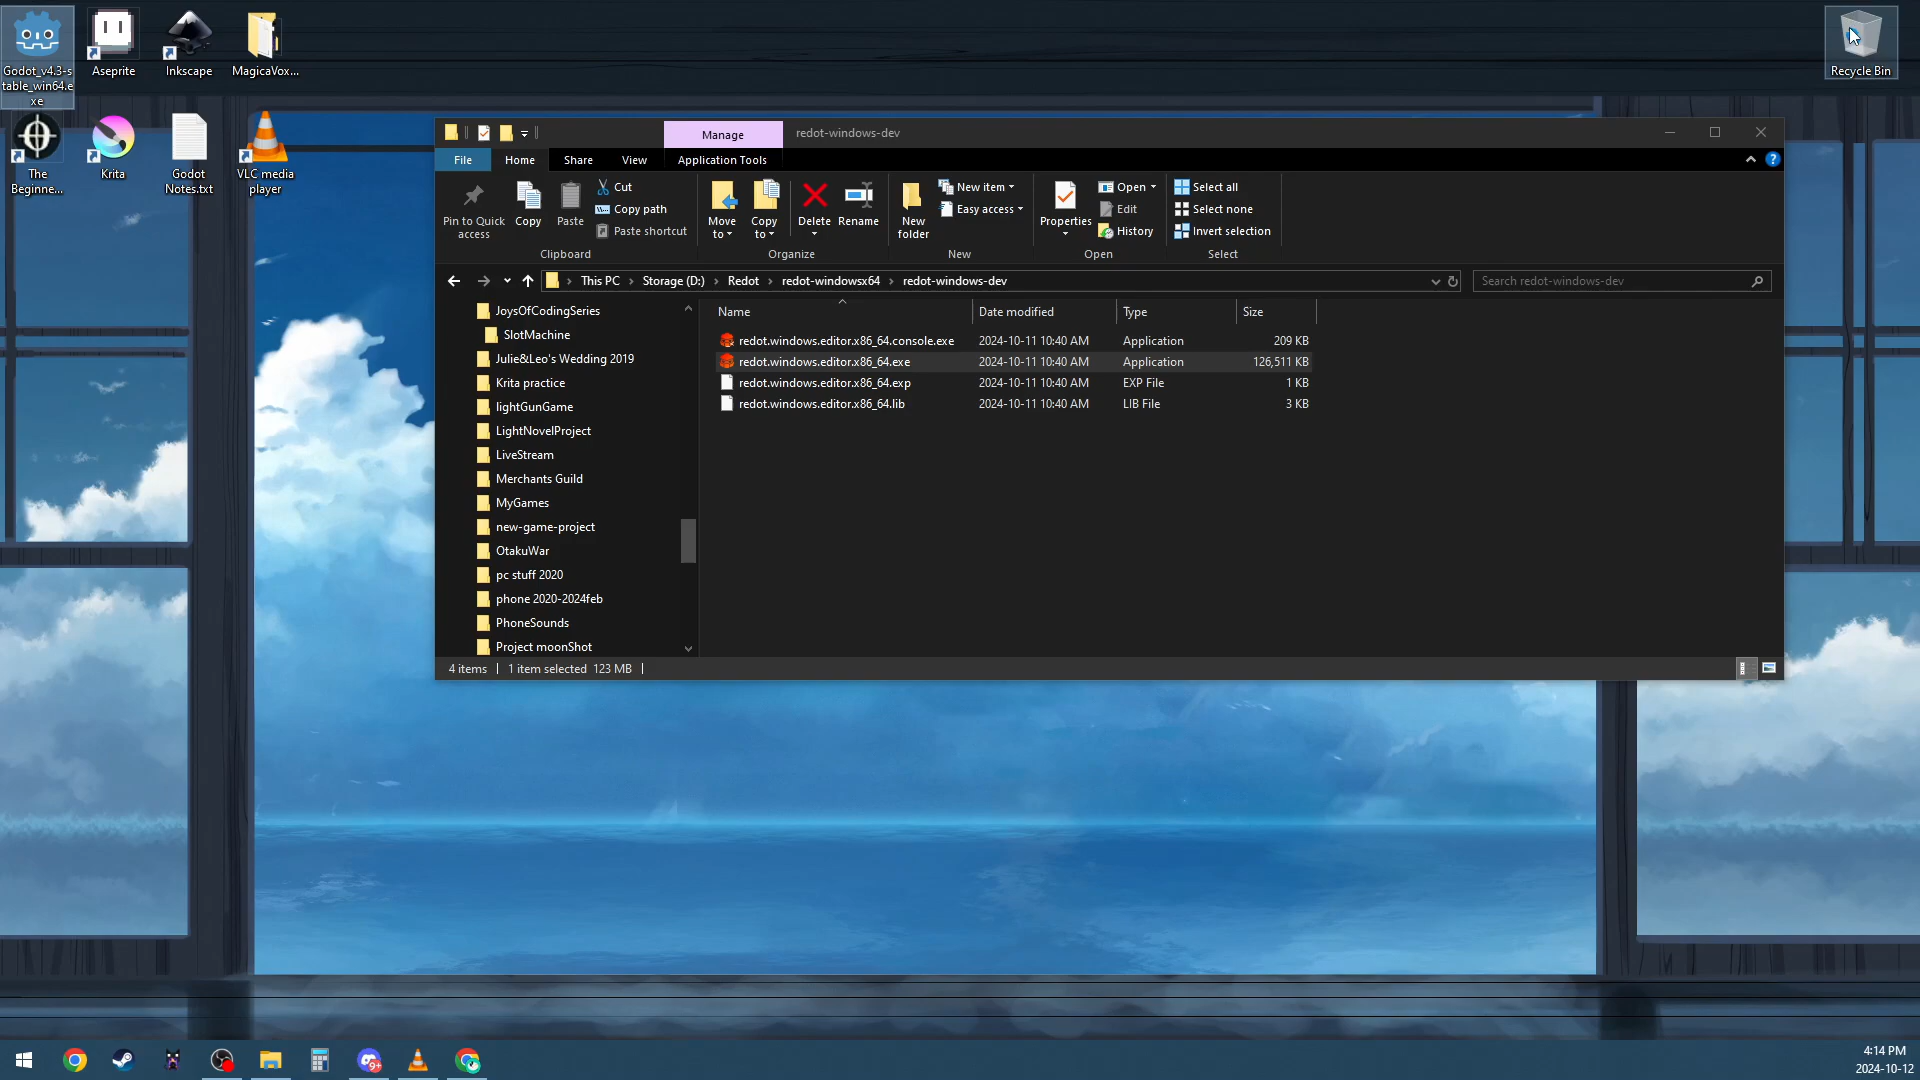 Godot_v4.3-s
table_win64.e
xe
Aseprite
Inkscape
MagicaVox...
Recycle Bin
The
Beginne...
Krita
Godot
Notes.txt
VLC media
player
Manage
redot-windows-dev
File
Home
Share
View
Application Tools
Pin to Quick
access
Copy
Paste
Cut
Copy path
Paste shortcut
Clipboard
Move
to
Copy
to
Delete
Rename
Organize
New
folder
New item
Easy access
New
Properties
Open
Edit
History
Open
Select all
Select none
Invert selection
Select
This PC
Storage (D:)
Redot
redot-windowsx64
redot-windows-dev
Search redot-windows-dev
JoysOfCodingSeries
SlotMachine
Julie&Leo's Wedding 2019
Krita practice
lightGunGame
LightNovelProject
LiveStream
Merchants Guild
MyGames
new-game-project
OtakuWar
pc stuff 2020
phone 2020-2024feb
PhoneSounds
Project moonShot
Name Date modified Type Size
redot.windows.editor.x86_64.console.exe 2024-10-11 10:40 AM Application 209 KB
redot.windows.editor.x86_64.exe 2024-10-11 10:40 AM Application 126,511 KB
redot.windows.editor.x86_64.exp 2024-10-11 10:40 AM EXP File 1 KB
redot.windows.editor.x86_64.lib 2024-10-11 10:40 AM LIB File 3 KB
4 items 1 item selected 123 MB
9+
4:14 PM
2024-10-12